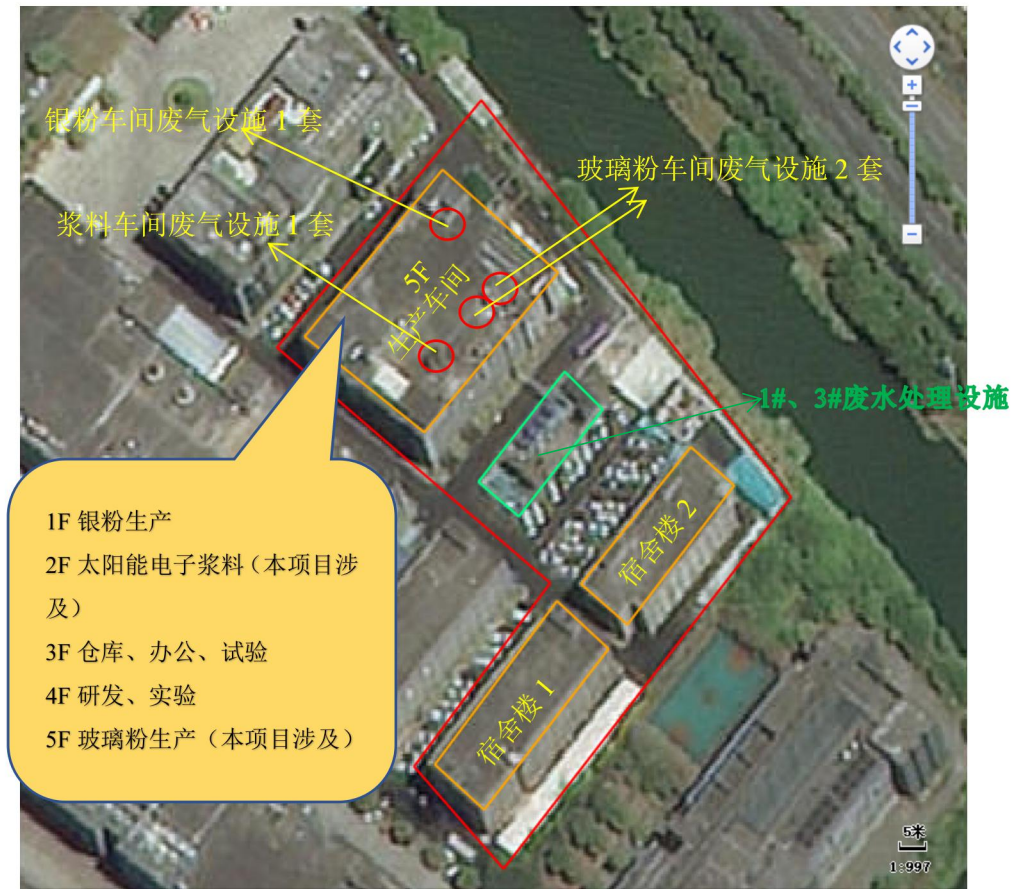 银粉车间废气设施 1 套
玻璃粉车间废气设施 2 套
浆料车间废气设施 1 套
5F
生产车间
1#、3#废水处理设施
1F 银粉生产
2F 太阳能电子浆料（本项目涉
及）
3F 仓库、办公、试验
4F 研发、实验
5F 玻璃粉生产（本项目涉及）
宿舍楼 2
宿舍楼 1
5米
1:997